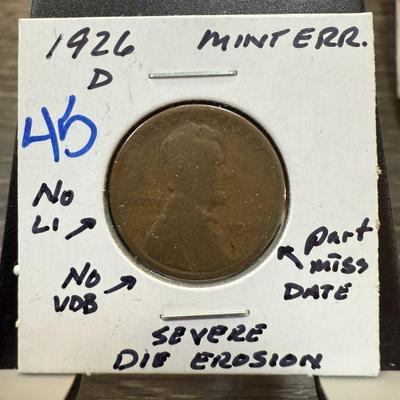 1926 MINT ERR.
D
45
No
LI
No
VDB
Part
miss
DATE
SEVERE
DIE EROSION